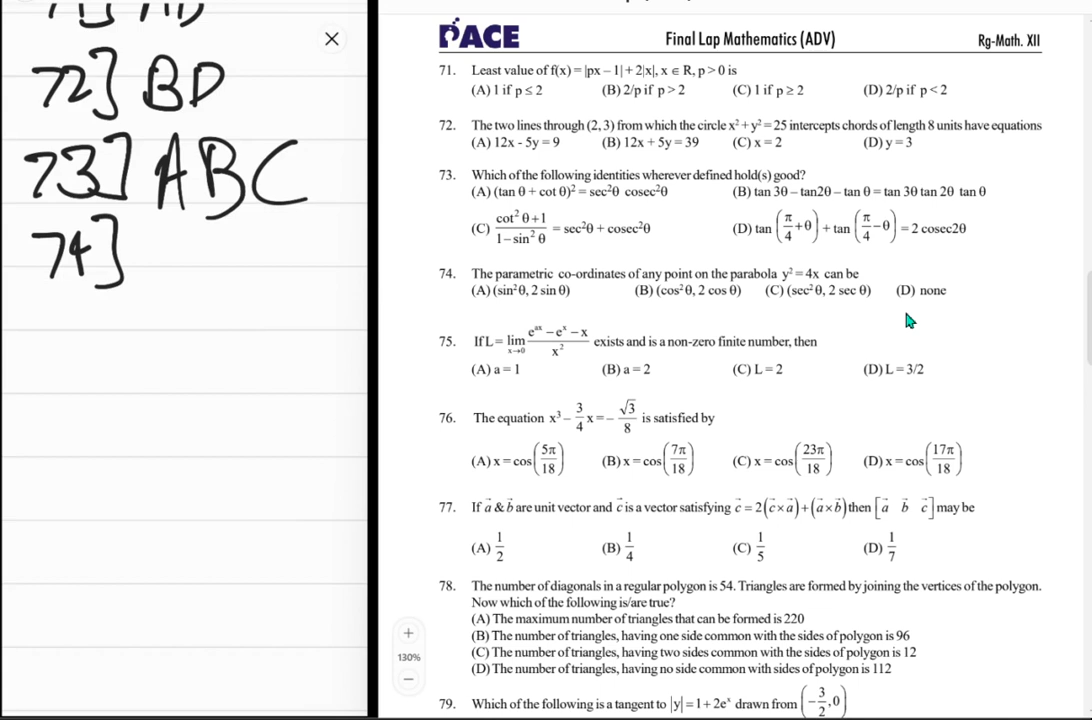 72] BD
73] ABC
74]
PACE Final Lap Mathematics (ADV) Rg-Math. XII
71. Least value of f(x) = |px − 1| + 2|x|, x ∈ R, p > 0 is
(A) 1 if p ≤ 2 (B) 2/p if p > 2 (C) 1 if p ≥ 2 (D) 2/p if p < 2
72. The two lines through (2, 3) from which the circle x² + y² = 25 intercepts chords of length 8 units have equations
(A) 12x - 5y = 9 (B) 12x + 5y = 39 (C) x = 2 (D) y = 3
73. Which of the following identities wherever defined hold(s) good?
(A) (tan θ + cot θ)² = sec²θ cosec²θ (B) tan 3θ − tan2θ − tan θ = tan 3θ tan 2θ tan θ
(C) (cot² θ + 1)/(1 − sin² θ) = sec²θ + cosec²θ (D) tan (π/4 + θ) + tan (π/4 − θ) = 2 cosec2θ
74. The parametric co-ordinates of any point on the parabola y² = 4x can be
(A) (sin²θ, 2 sin θ) (B) (cos²θ, 2 cos θ) (C) (sec²θ, 2 sec θ) (D) none
75. If L = lim x→0 (e^ax − e^x − x)/x² exists and is a non-zero finite number, then
(A) a = 1 (B) a = 2 (C) L = 2 (D) L = 3/2
76. The equation x³ − 3/4 x = − √3/8 is satisfied by
(A) x = cos (5π/18) (B) x = cos (7π/18) (C) x = cos (23π/18) (D) x = cos (17π/18)
77. If a⃗ & b⃗ are unit vector and c⃗ is a vector satisfying c⃗ = 2(c⃗ × a⃗) + (a⃗ × b⃗) then [a⃗ b⃗ c⃗] may be
(A) 1/2 (B) 1/4 (C) 1/5 (D) 1/7
78. The number of diagonals in a regular polygon is 54. Triangles are formed by joining the vertices of the polygon.
Now which of the following is/are true?
(A) The maximum number of triangles that can be formed is 220
(B) The number of triangles, having one side common with the sides of polygon is 96
(C) The number of triangles, having two sides common with the sides of polygon is 12
(D) The number of triangles, having no side common with sides of polygon is 112
130%
79. Which of the following is a tangent to |y| = 1 + 2e^x drawn from (−3/2, 0)